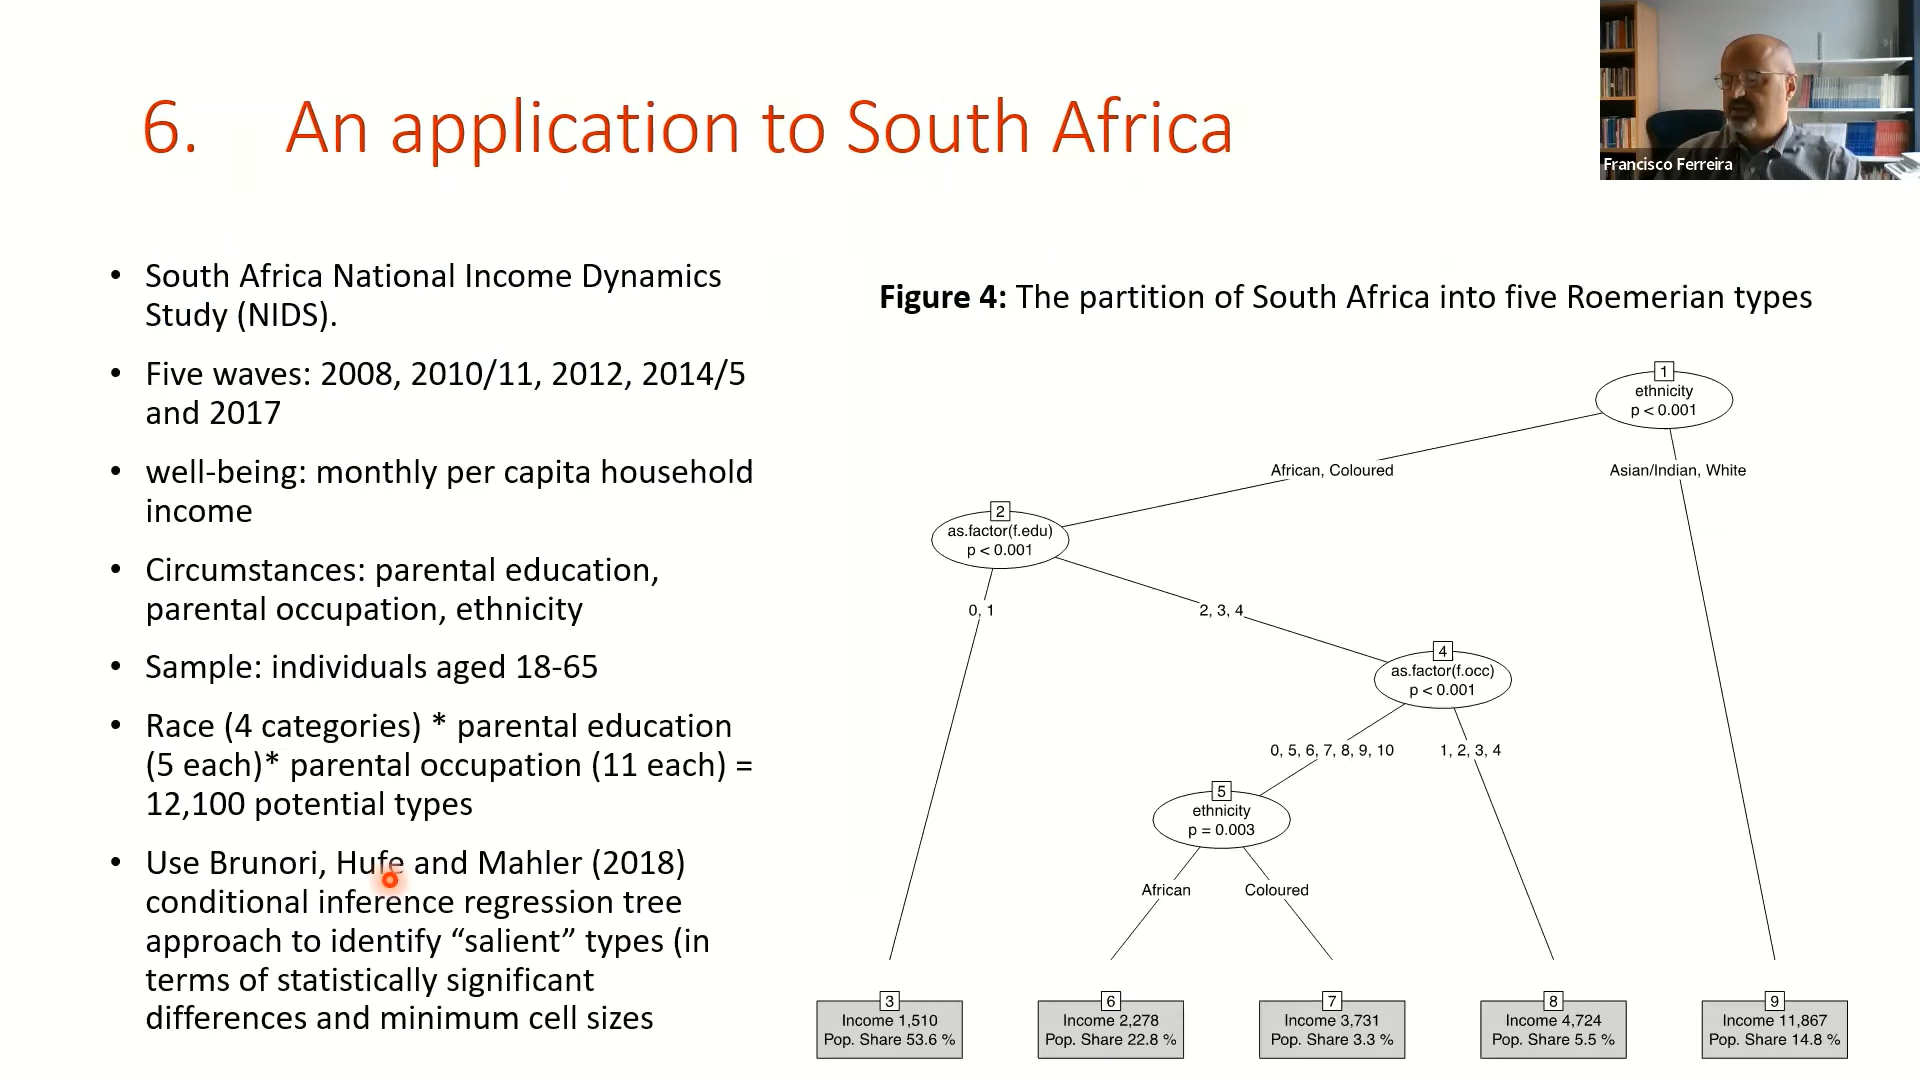 6. An application to South Africa
Francisco Ferreira
• South Africa National Income Dynamics
Study (NIDS).
• Five waves: 2008, 2010/11, 2012, 2014/5
and 2017
• well-being: monthly per capita household
income
• Circumstances: parental education,
parental occupation, ethnicity
• Sample: individuals aged 18-65
• Race (4 categories) * parental education
(5 each)* parental occupation (11 each) =
12,100 potential types
• Use Brunori, Hufe and Mahler (2018)
conditional inference regression tree
approach to identify “salient” types (in
terms of statistically significant
differences and minimum cell sizes
Figure 4: The partition of South Africa into five Roemerian types
1
ethnicity
p < 0.001
African, Coloured
Asian/Indian, White
2
as.factor(f.edu)
p < 0.001
0, 1
2, 3, 4
4
as.factor(f.occ)
p < 0.001
0, 5, 6, 7, 8, 9, 10
1, 2, 3, 4
5
ethnicity
p = 0.003
African
Coloured
3
Income 1,510
Pop. Share 53.6 %
6
Income 2,278
Pop. Share 22.8 %
7
Income 3,731
Pop. Share 3.3 %
8
Income 4,724
Pop. Share 5.5 %
9
Income 11,867
Pop. Share 14.8 %